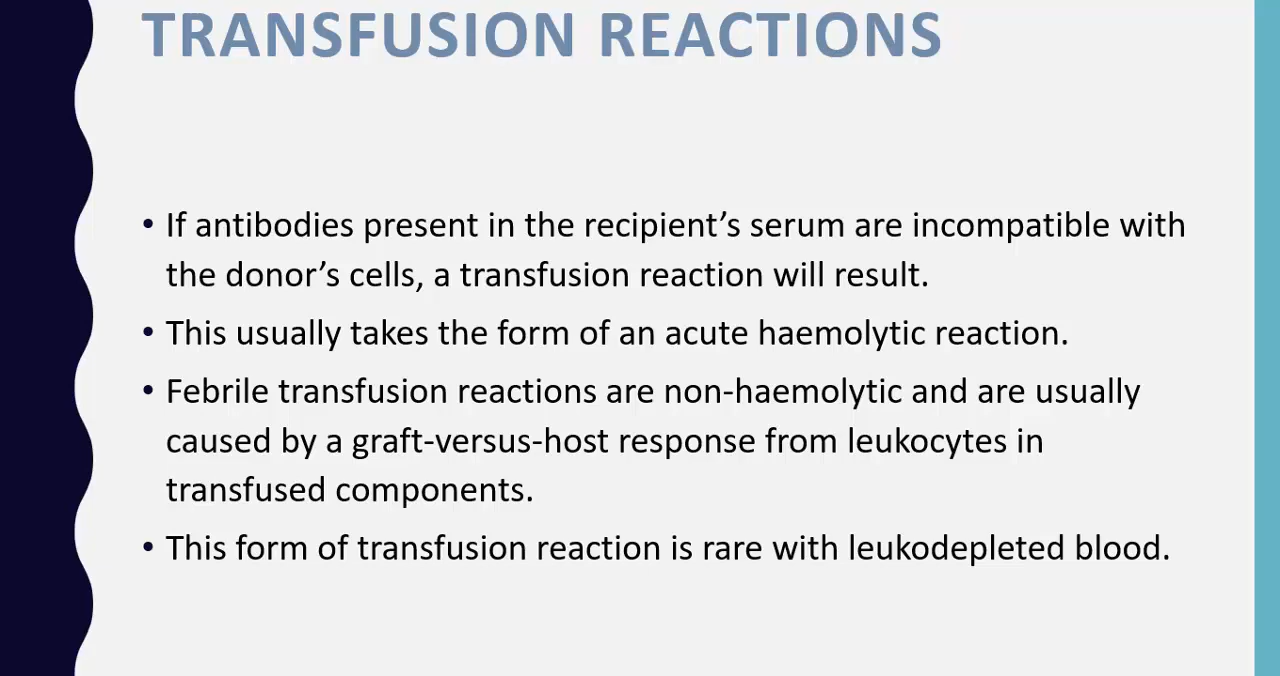 TRANSFUSION REACTIONS
• If antibodies present in the recipient’s serum are incompatible with
the donor’s cells, a transfusion reaction will result.
• This usually takes the form of an acute haemolytic reaction.
• Febrile transfusion reactions are non-haemolytic and are usually
caused by a graft-versus-host response from leukocytes in
transfused components.
• This form of transfusion reaction is rare with leukodepleted blood.